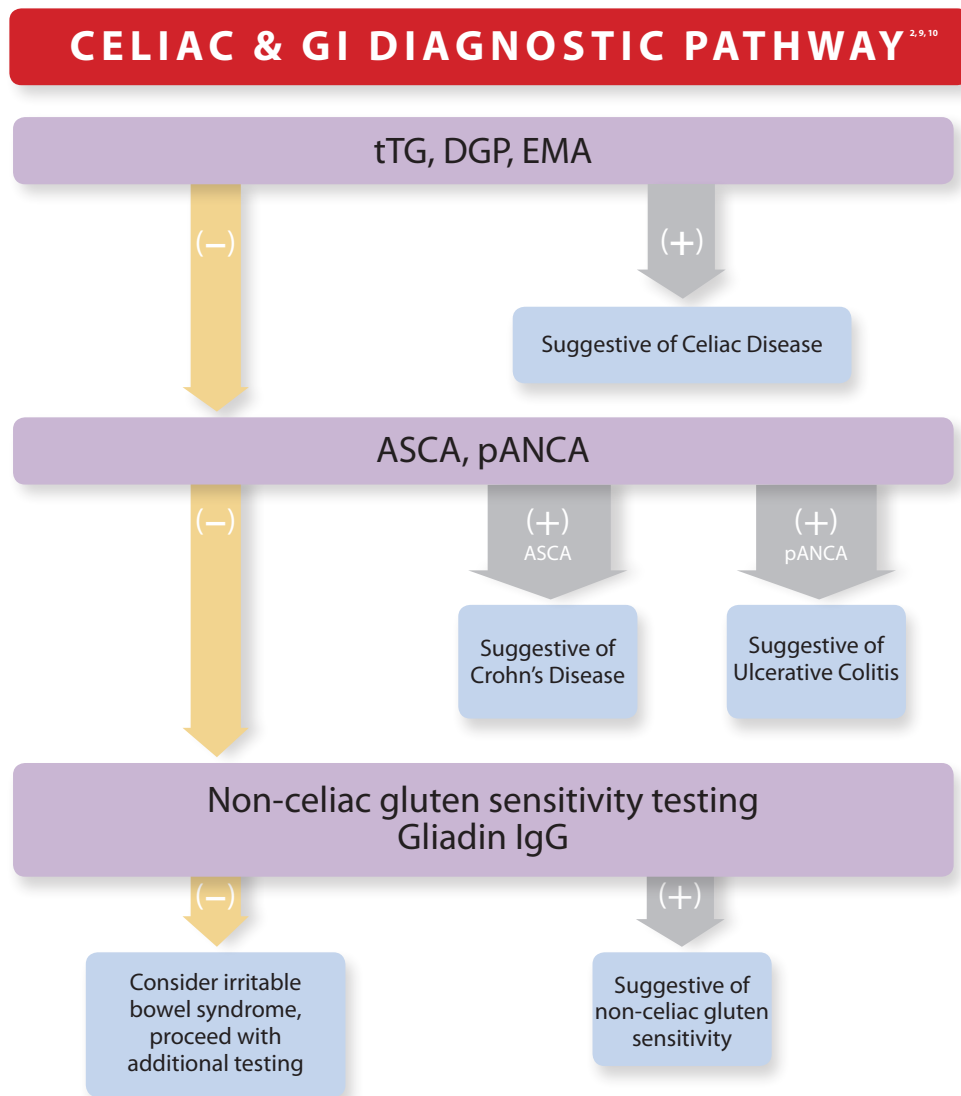 CELIAC & GI DIAGNOSTIC PATHWAY 2, 9, 10
tTG, DGP, EMA
(−)
(+)
Suggestive of Celiac Disease
ASCA, pANCA
(−)
(+)
ASCA
(+)
pANCA
Suggestive of
Crohn's Disease
Suggestive of
Ulcerative Colitis
Non-celiac gluten sensitivity testing
Gliadin IgG
(−)
(+)
Consider irritable
bowel syndrome,
proceed with
additional testing
Suggestive of
non-celiac gluten
sensitivity